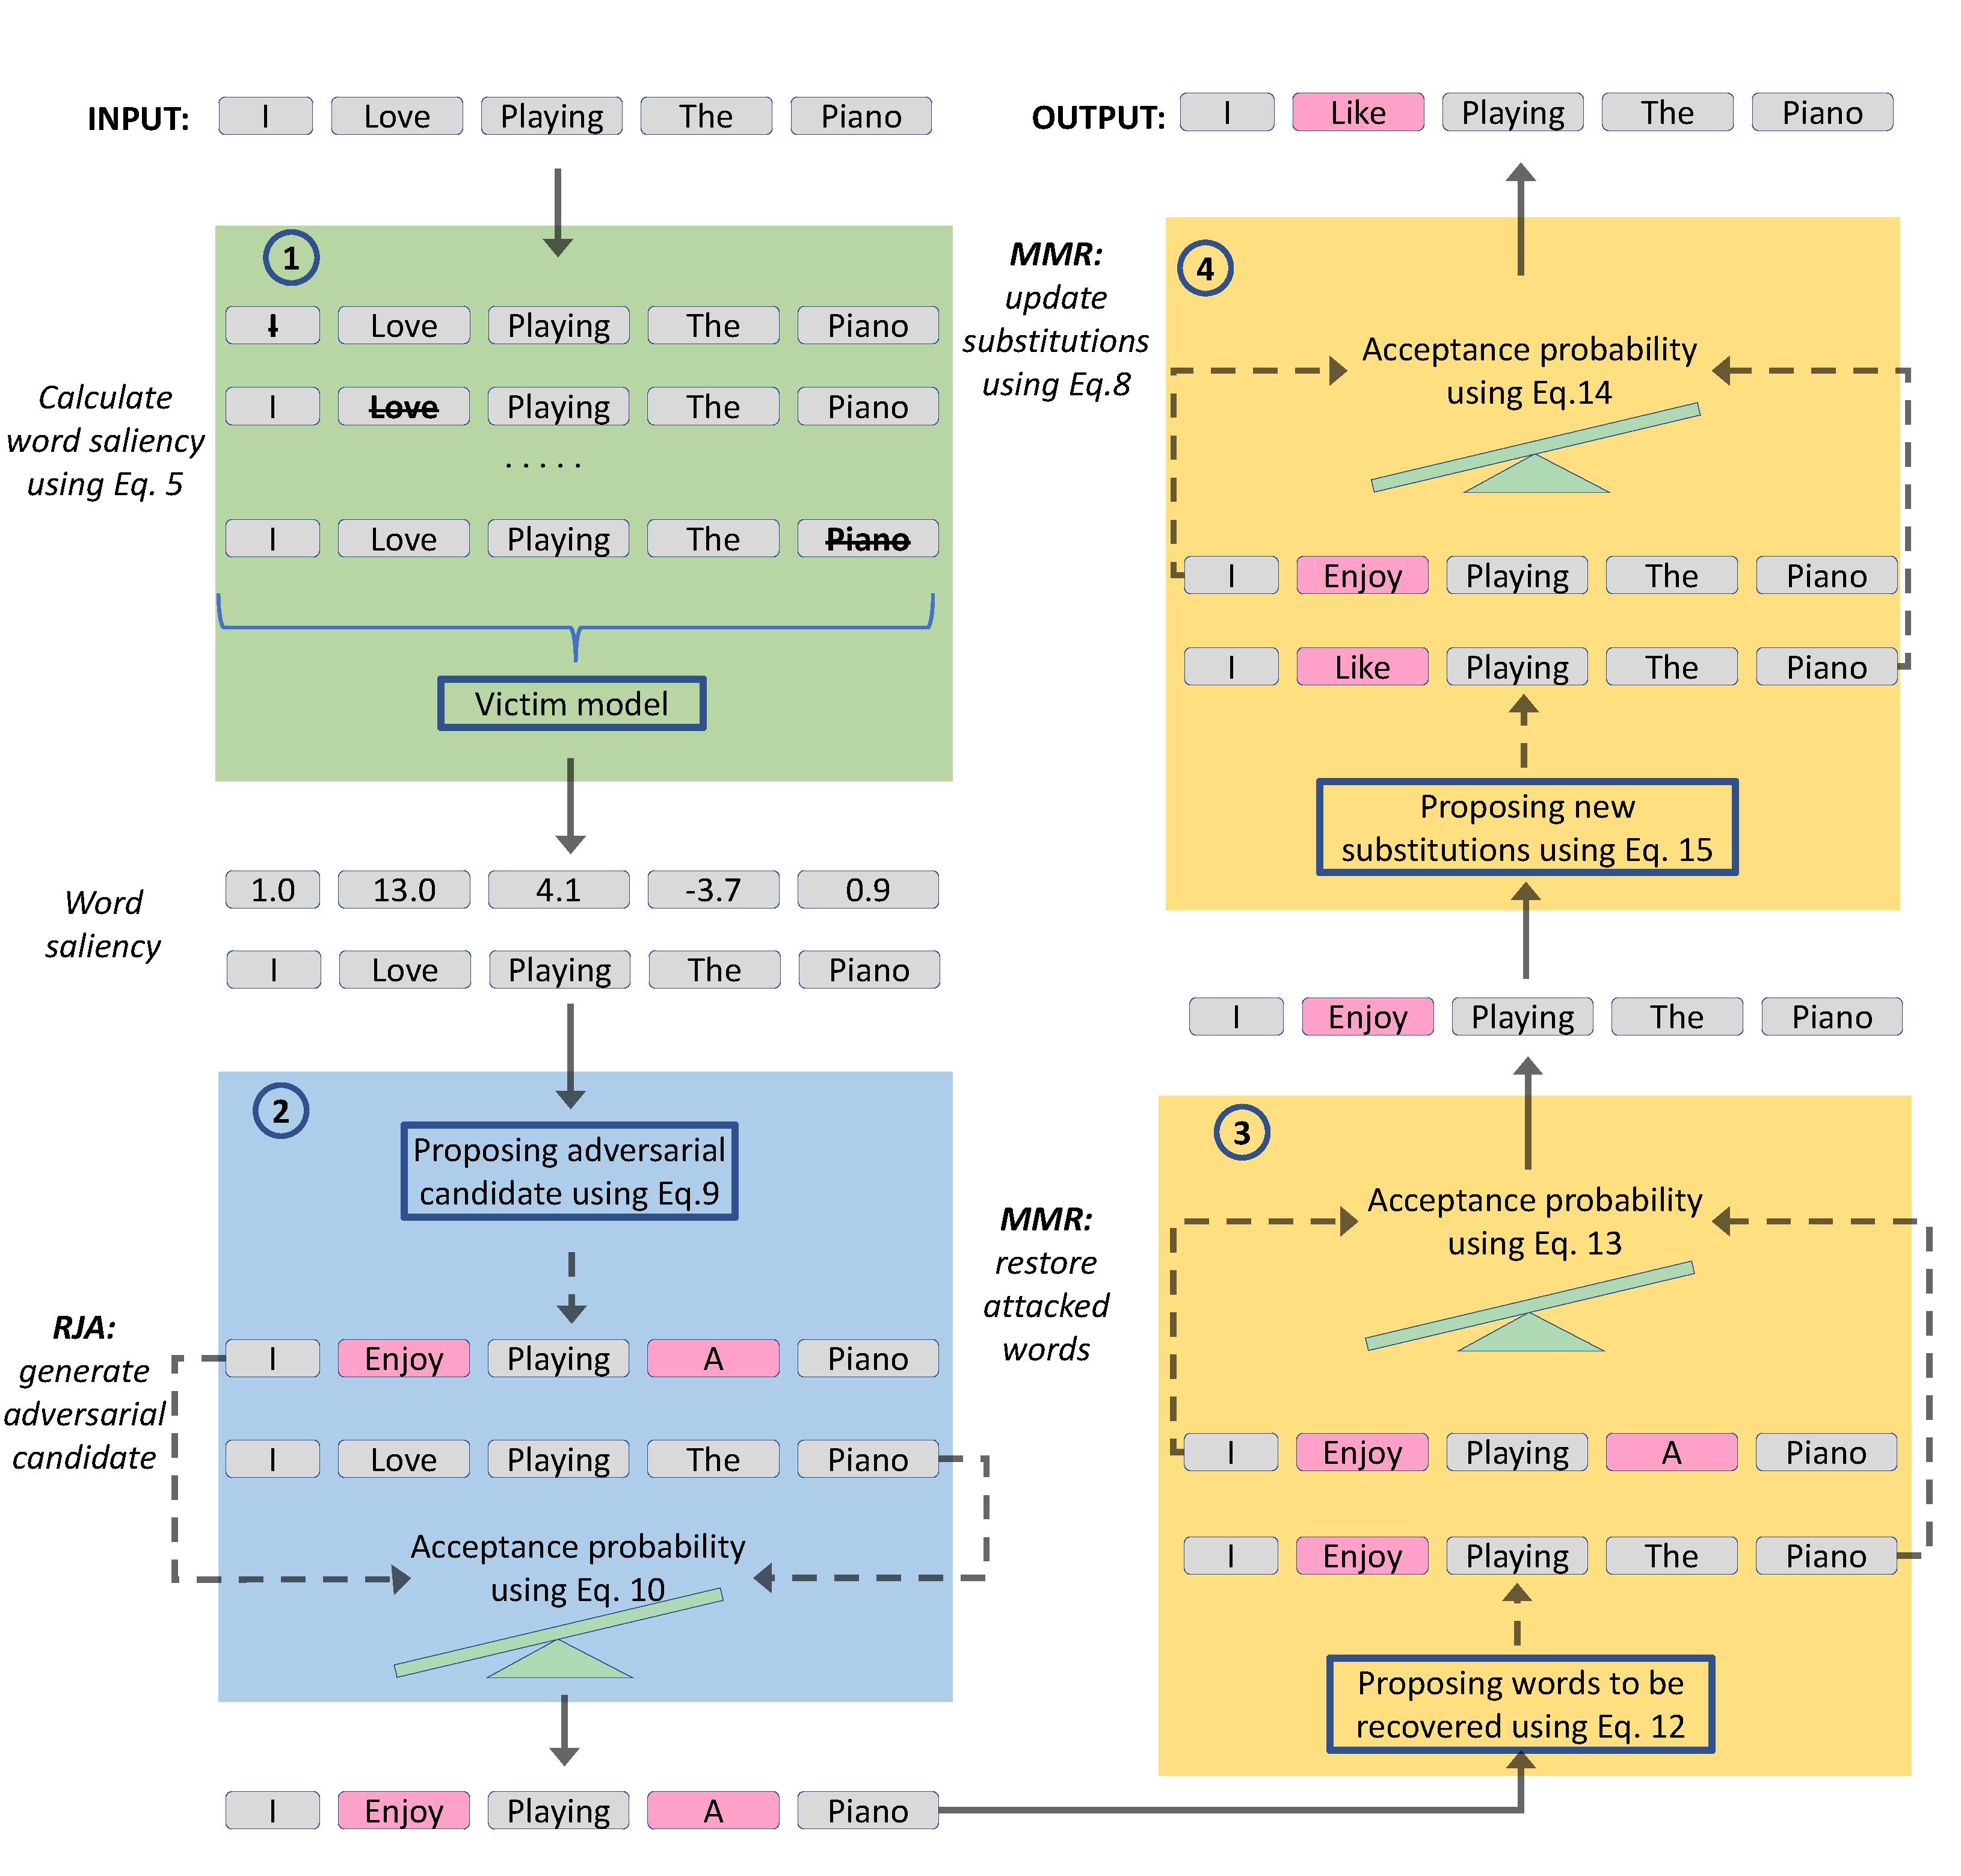 INPUT: I Love Playing The Piano
1
I Love Playing The Piano
I Love Playing The Piano
. . . . .
I Love Playing The Piano
Calculate
word saliency
using Eq. 5
Victim model
Word
saliency
1.0 13.0 4.1 -3.7 0.9
I Love Playing The Piano
2
Proposing adversarial
candidate using Eq.9
RJA:
generate
adversarial
candidate
I Enjoy Playing A Piano
I Love Playing The Piano
Acceptance probability
using Eq. 10
I Enjoy Playing A Piano
OUTPUT: I Like Playing The Piano
MMR:
update
substitutions
using Eq.8
4
Acceptance probability
using Eq.14
I Enjoy Playing The Piano
I Like Playing The Piano
Proposing new
substitutions using Eq. 15
I Enjoy Playing The Piano
MMR:
restore
attacked
words
3
Acceptance probability
using Eq. 13
I Enjoy Playing A Piano
I Enjoy Playing The Piano
Proposing words to be
recovered using Eq. 12